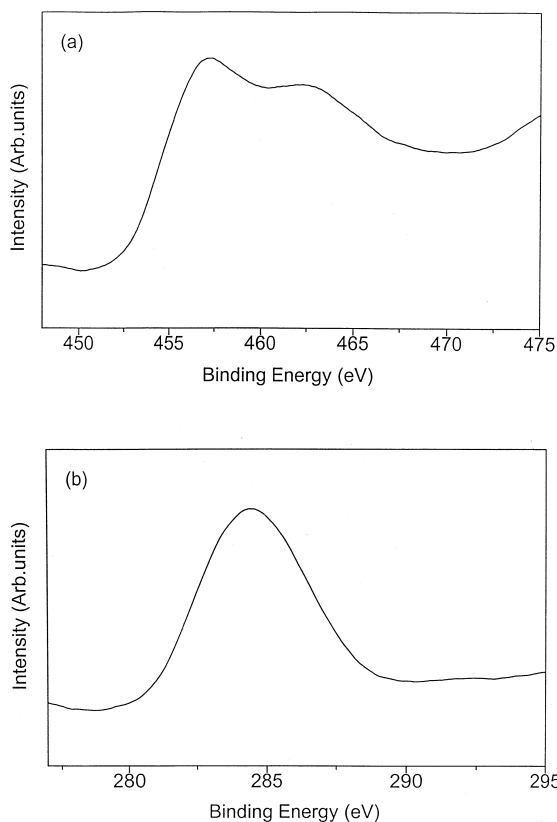 (a)
Intensity (Arb.units)
450 455 460 465 470 475
Binding Energy (eV)
(b)
Intensity (Arb.units)
280 285 290 295
Binding Energy (eV)